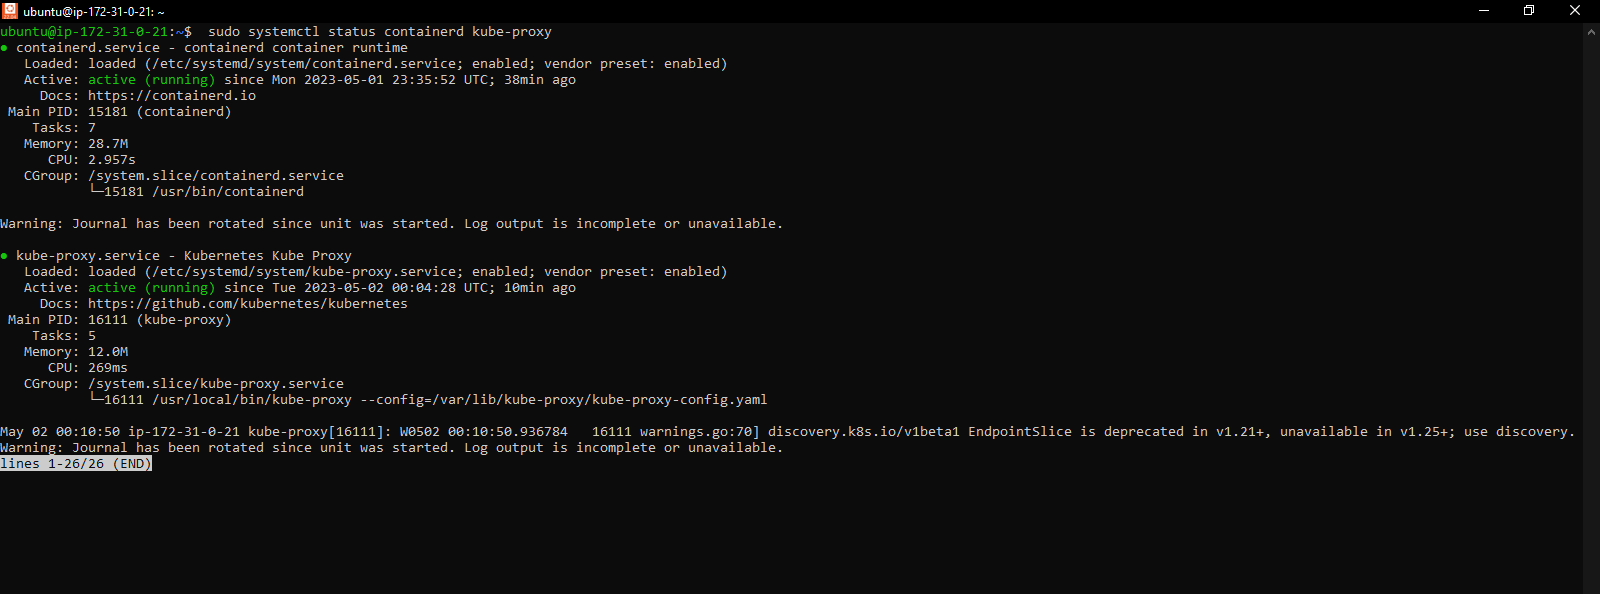 ubuntu@ip-172-31-0-21: ~
ubuntu@ip-172-31-0-21:~$  sudo systemctl status containerd kube-proxy
● containerd.service - containerd container runtime
   Loaded: loaded (/etc/systemd/system/containerd.service; enabled; vendor preset: enabled)
   Active: active (running) since Mon 2023-05-01 23:35:52 UTC; 38min ago
     Docs: https://containerd.io
 Main PID: 15181 (containerd)
    Tasks: 7
   Memory: 28.7M
      CPU: 2.957s
   CGroup: /system.slice/containerd.service
           └─15181 /usr/bin/containerd
Warning: Journal has been rotated since unit was started. Log output is incomplete or unavailable.
● kube-proxy.service - Kubernetes Kube Proxy
   Loaded: loaded (/etc/systemd/system/kube-proxy.service; enabled; vendor preset: enabled)
   Active: active (running) since Tue 2023-05-02 00:04:28 UTC; 10min ago
     Docs: https://github.com/kubernetes/kubernetes
 Main PID: 16111 (kube-proxy)
    Tasks: 5
   Memory: 12.0M
      CPU: 269ms
   CGroup: /system.slice/kube-proxy.service
           └─16111 /usr/local/bin/kube-proxy --config=/var/lib/kube-proxy/kube-proxy-config.yaml
May 02 00:10:50 ip-172-31-0-21 kube-proxy[16111]: W0502 00:10:50.936784   16111 warnings.go:70] discovery.k8s.io/v1beta1 EndpointSlice is deprecated in v1.21+, unavailable in v1.25+; use discovery.
Warning: Journal has been rotated since unit was started. Log output is incomplete or unavailable.
lines 1-26/26 (END)